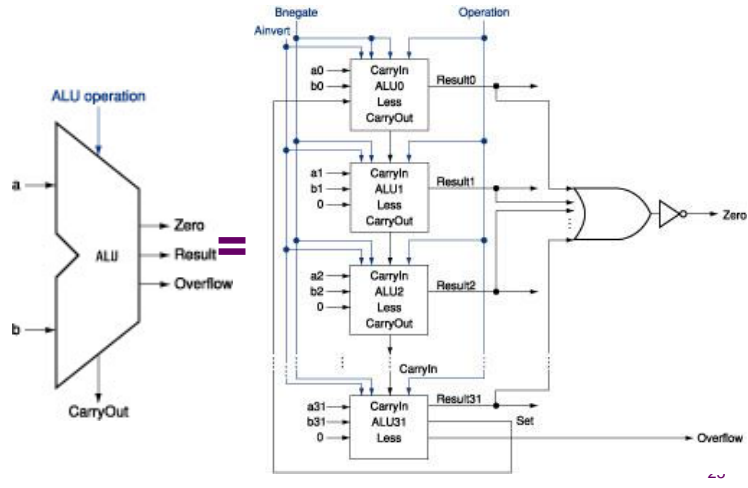 ALU operation
a
ALU
Zero
Result
Overflow
b
CarryOut
=
Bnegate
Operation
Ainvert
a0
CarryIn
Result0
b0
ALU0
Less
CarryOut
a1
CarryIn
Result1
b1
ALU1
0
Less
CarryOut
Zero
a2
CarryIn
Result2
b2
ALU2
0
Less
CarryOut
CarryIn
a31
CarryIn
Result31
b31
ALU31
Set
0
Less
Overflow